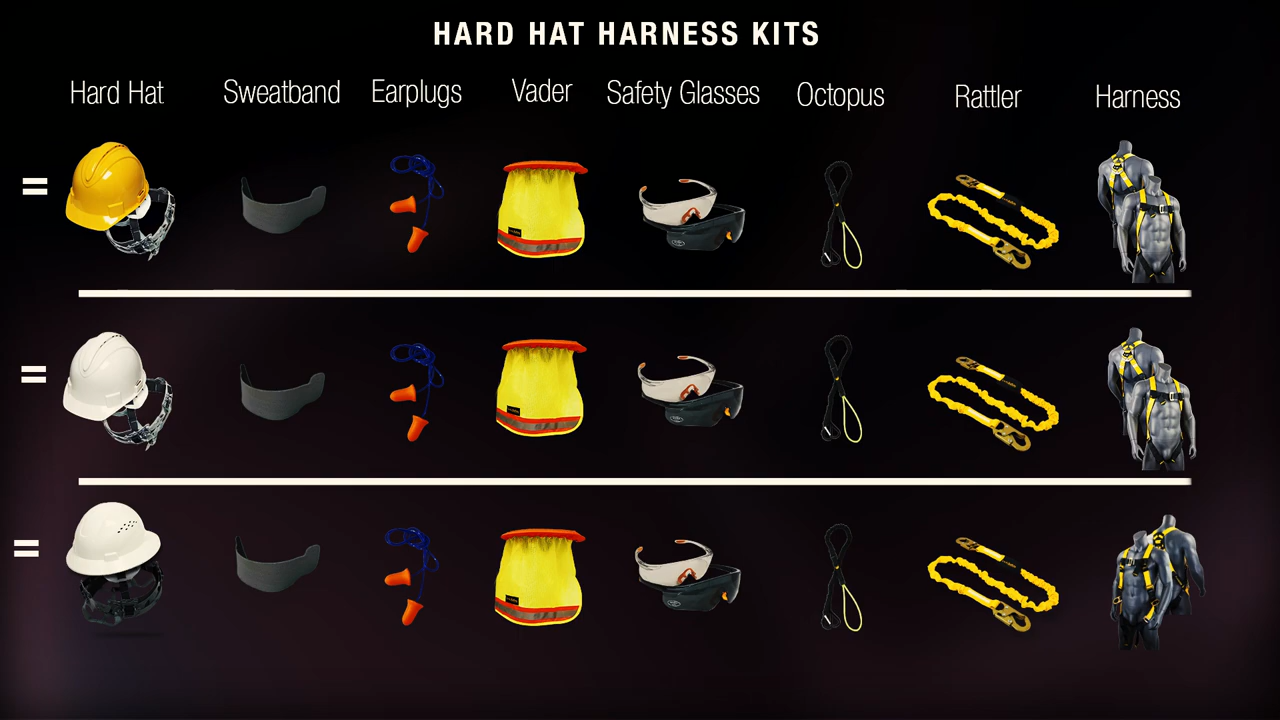 HARD HAT HARNESS KITS
Hard Hat Sweatband Earplugs Vader Safety Glasses Octopus Rattler Harness
=
=
=